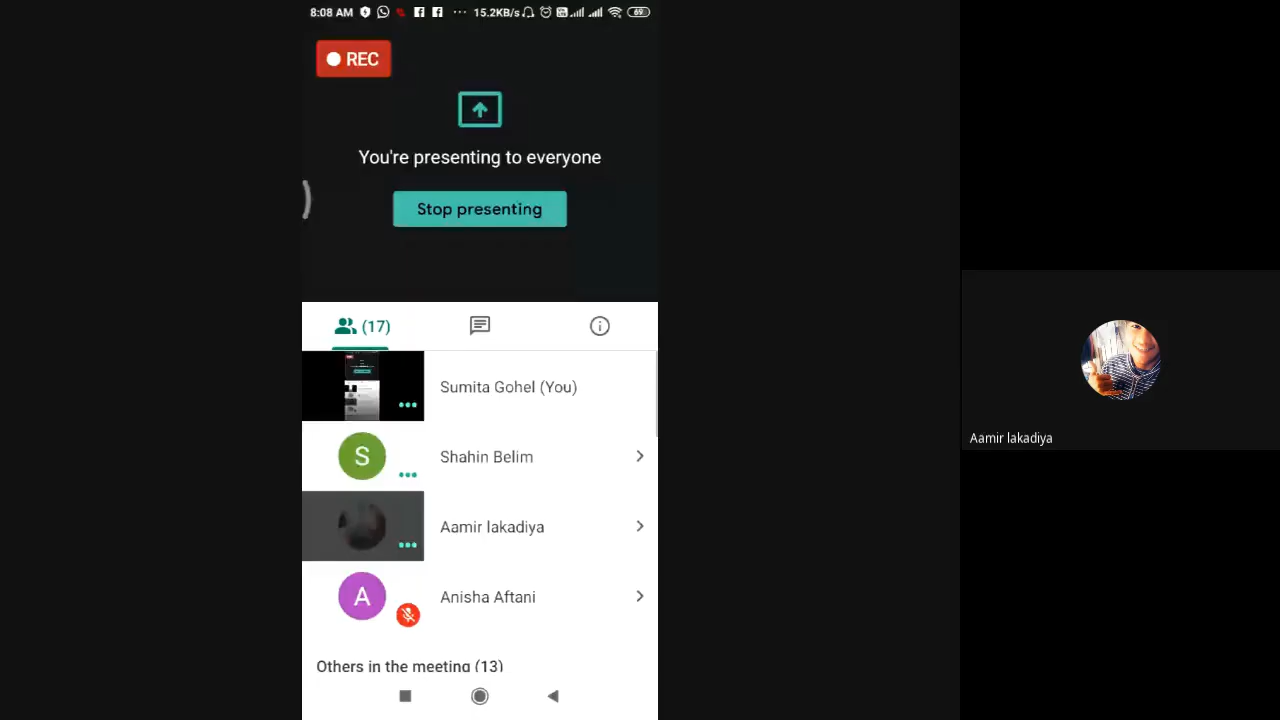 8:08 AM 15.2KB/s 69
REC
You're presenting to everyone
Stop presenting
(17)
Sumita Gohel (You)
S
Shahin Belim
Aamir lakadiya
A
Anisha Aftani
Others in the meeting (13)
Aamir lakadiya